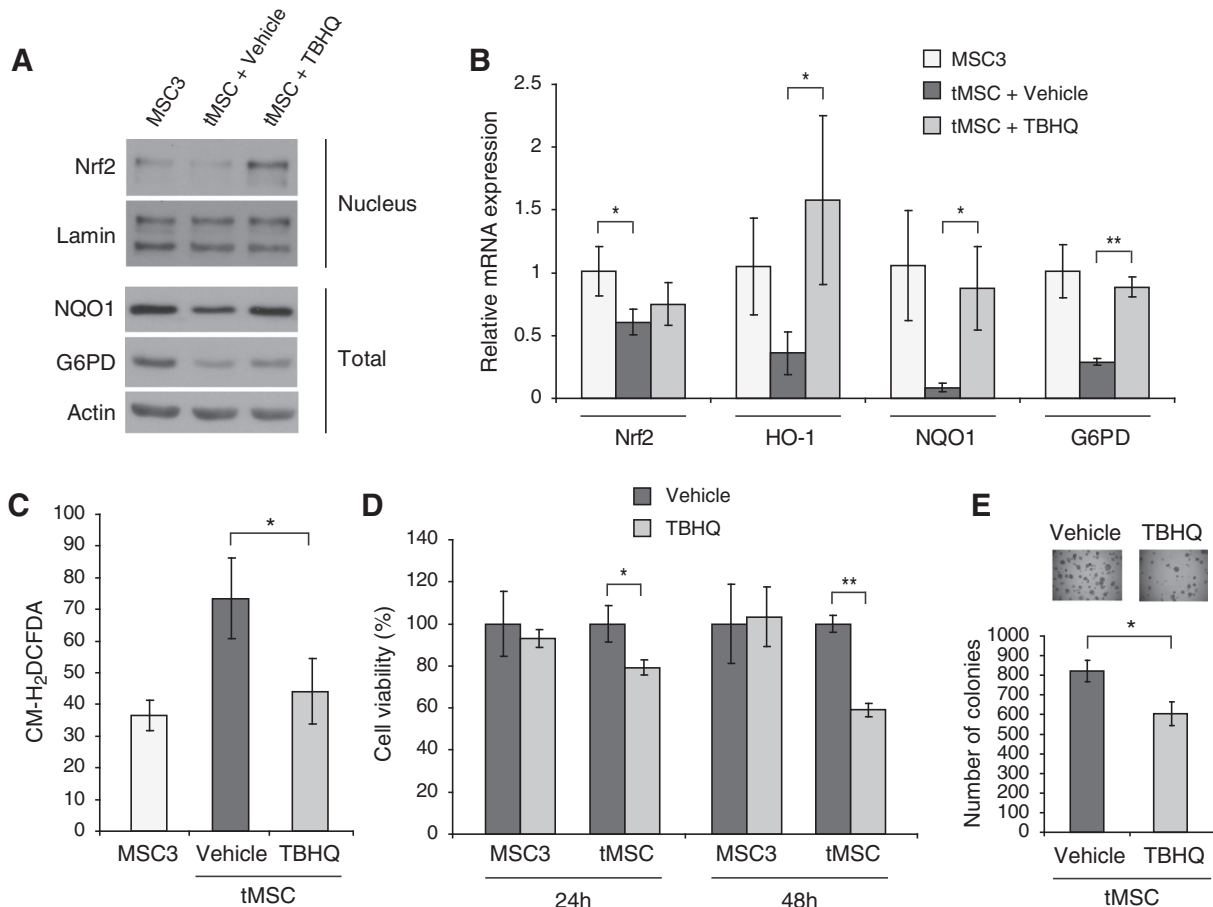 A
MSC3
tMSC + Vehicle
tMSC + TBHQ
Nrf2
Lamin
Nucleus
NQO1
G6PD
Actin
Total
B
MSC3
tMSC + Vehicle
tMSC + TBHQ
Relative mRNA expression
2.5
2
1.5
1
0.5
0
*
*
*
**
Nrf2
HO-1
NQO1
G6PD
C
CM-H₂DCFDA
100
90
80
70
60
50
40
30
20
10
0
*
MSC3
Vehicle
TBHQ
tMSC
D
Vehicle
TBHQ
Cell viability (%)
140
120
100
80
60
40
20
0
*
**
MSC3
tMSC
MSC3
tMSC
24h
48h
E
Vehicle
TBHQ
Number of colonies
1000
900
800
700
600
500
400
300
200
100
0
*
Vehicle
TBHQ
tMSC